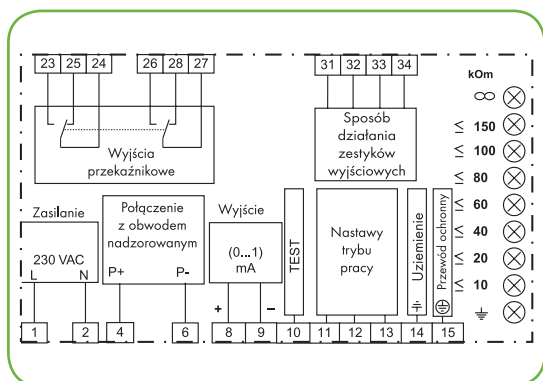 23 25 24 26 28 27 31 32 33 34
kOm
∞
≤ 150
≤ 100
≤ 80
≤ 60
≤ 40
≤ 20
≤ 10
Wyjścia
przekaźnikowe
Sposób
działania
zestyków
wyjściowych
Zasilanie
230 VAC
L N
Połączenie
z obwodem
nadzorowanym
P+ P-
Wyjście
(0...1)
mA
+ –
TEST
Nastawy
trybu
pracy
Uziemienie
Przewód ochronny
1 2 4 6 8 9 10 11 12 13 14 15